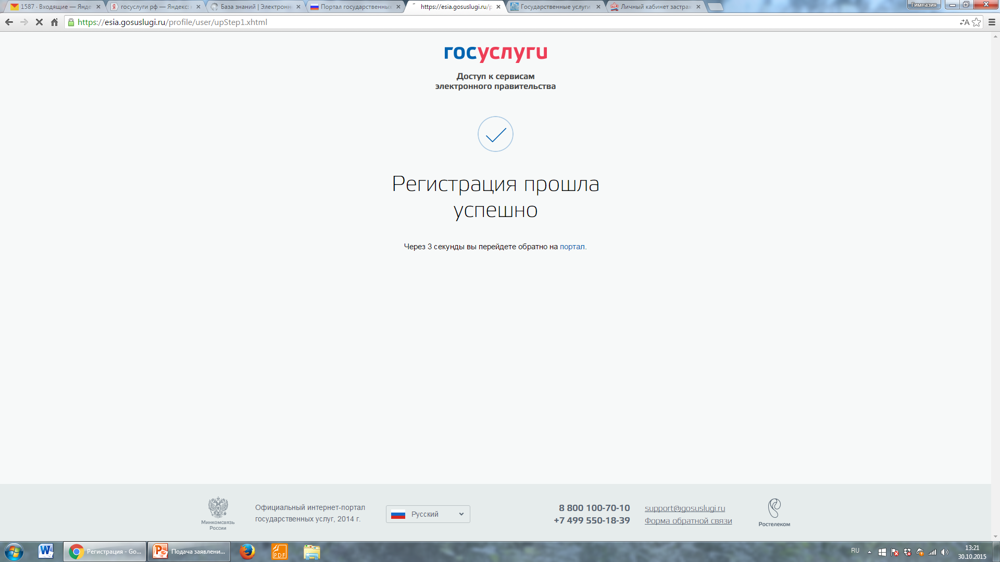 1587 · Входящие — Янде
госуслуги рф — Яндекс:
База знаний | Электронн
Портал государственных
https://esia.gosuslugi.ru/p
Государственные услуги
Личный кабинет застрах
Гимназия
https://esia.gosuslugi.ru/profile/user/upStep1.xhtml
госуслуги
Доступ к сервисам
электронного правительства
Регистрация прошла
успешно
Через 3 секунды вы перейдете обратно на портал.
Минкомсвязь
России
Официальный интернет-портал
государственных услуг, 2014 г.
Русский
8 800 100-70-10
+7 499 550-18-39
support@gosuslugi.ru
Форма обратной связи
Ростелеком
Регистрация - Go...
Подача заявлени...
PDF
RU
13:21
30.10.2015